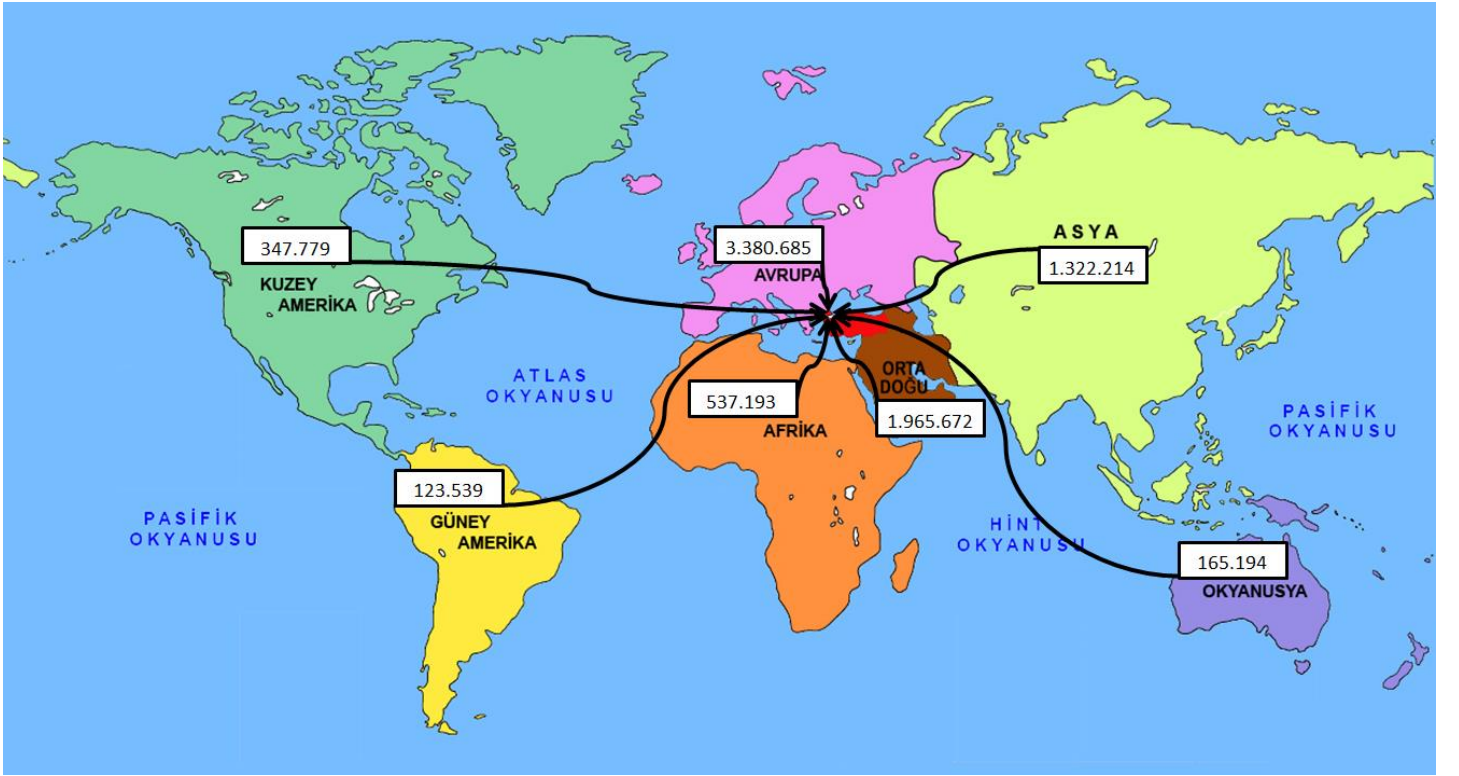 347.779
KUZEY
AMERİKA
3.380.685
AVRUPA
ASYA
1.322.214
ATLAS
OKYANUSU
537.193
AFRİKA
ORTA
DOĞU
1.965.672
PASİFİK
OKYANUSU
123.539
GÜNEY
AMERİKA
PASİFİK
OKYANUSU
HİNT
OKYANUSU
165.194
OKYANUSYA